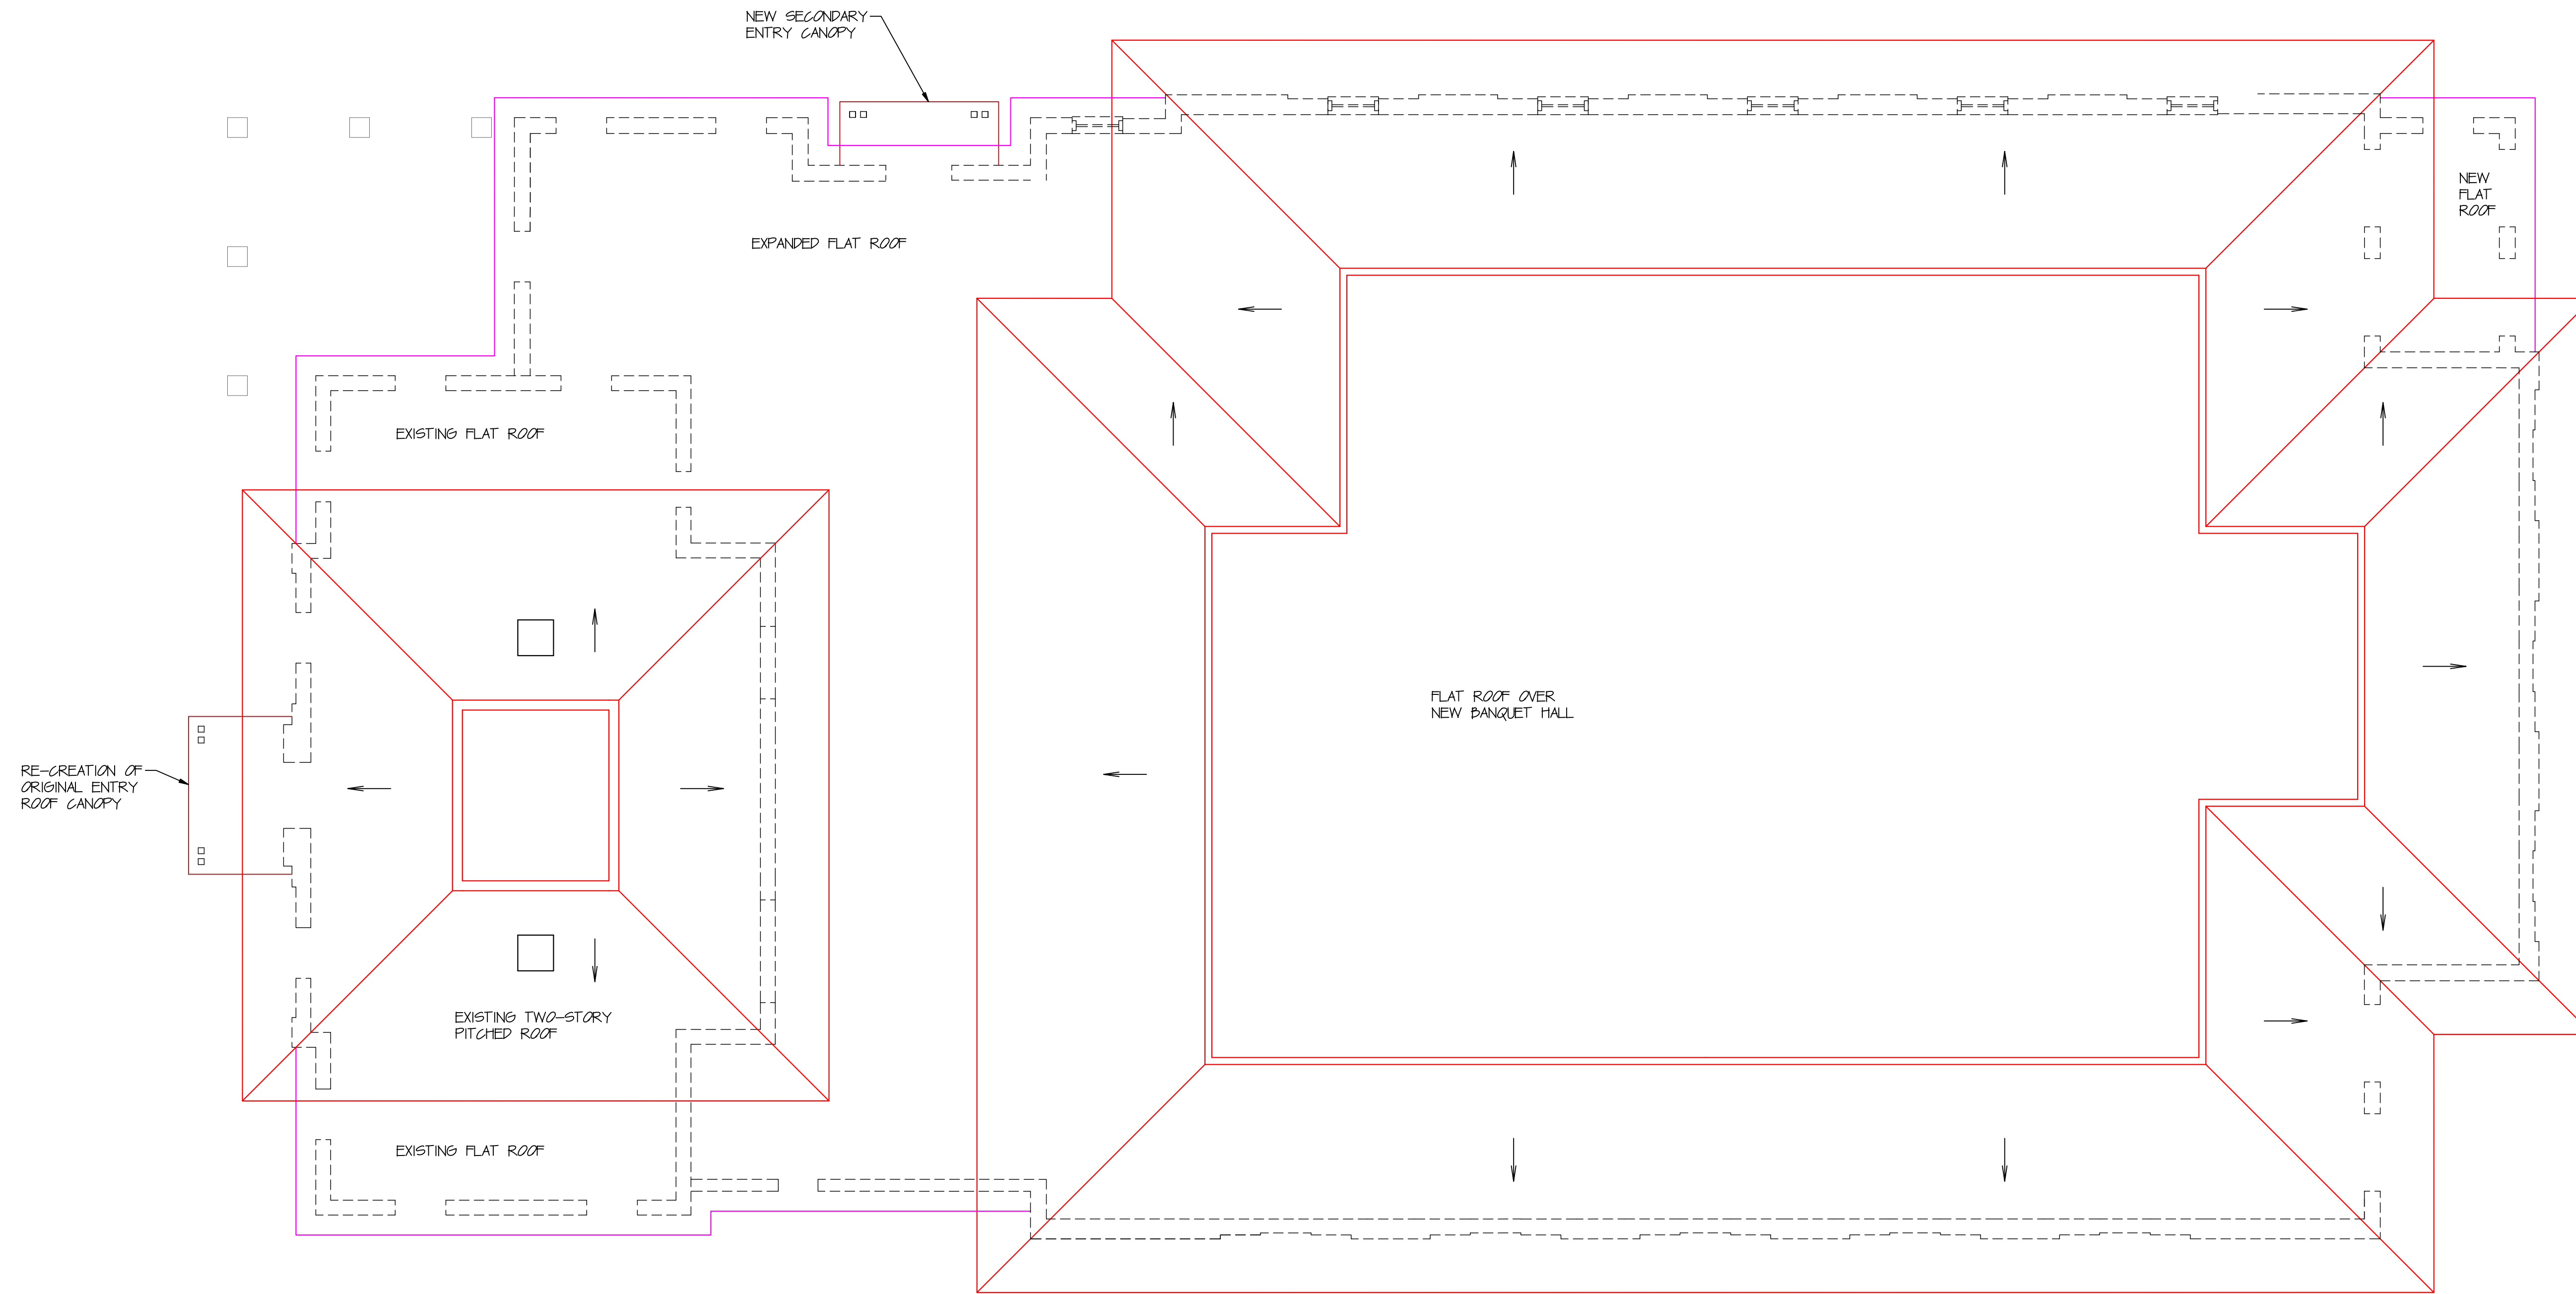 NEW SECONDARY
ENTRY CANOPY
NEW
FLAT
ROOF
EXPANDED FLAT ROOF
EXISTING FLAT ROOF
FLAT ROOF OVER
NEW BANQUET HALL
RE-CREATION OF
ORIGINAL ENTRY
ROOF CANOPY
EXISTING TWO-STORY
PITCHED ROOF
EXISTING FLAT ROOF